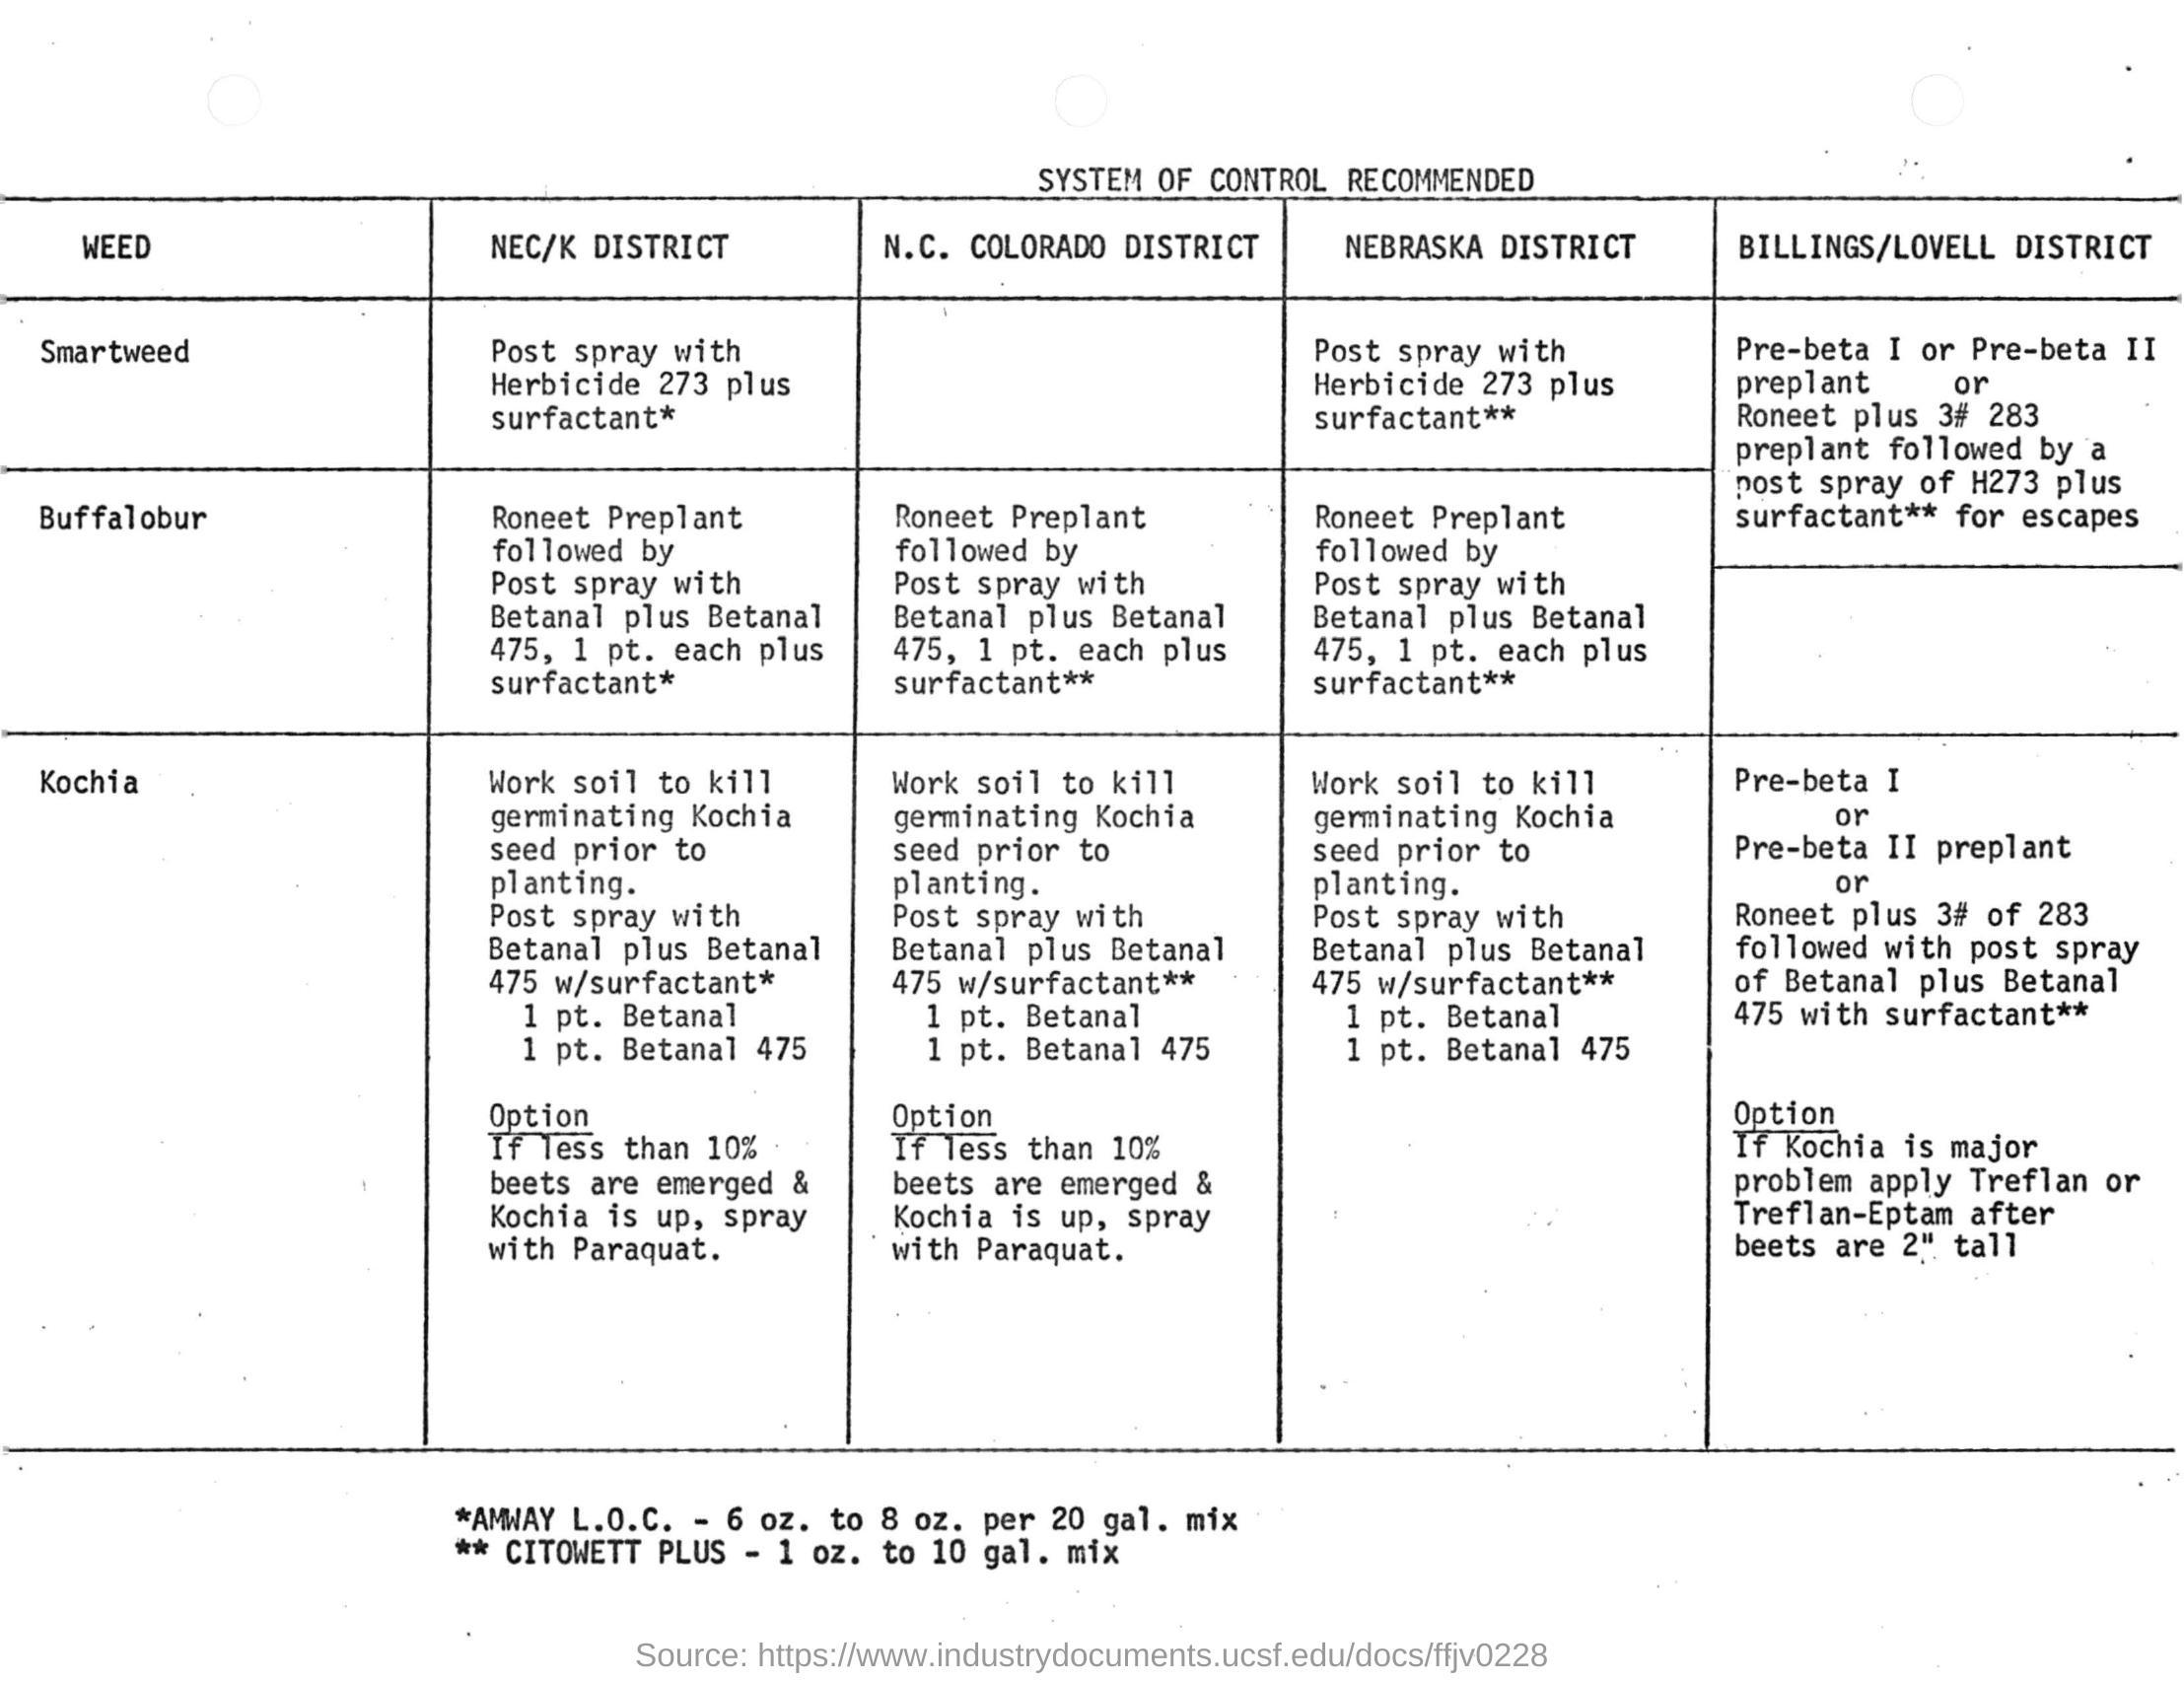 SYSTEM OF CONTROL RECOMMENDED
WEED
NEC/K DISTRICT
N.C. COLORADO DISTRICT
NEBRASKA DISTRICT
BILLINGS/LOVELL DISTRICT
Smartweed
Post spray with
Herbicide 273 plus
surfactant*
Post spray with
Herbicide 273 plus
surfactant**
Pre-beta I or Pre-beta II
preplant or
Roneet plus 3# 283
preplant followed by a
post spray of H273 plus
surfactant** for escapes
Buffalobur
Roneet Preplant
followed by
Post spray with
Betanal plus Betanal
475, 1 pt. each plus
surfactant*
Roneet Preplant
followed by
Post spray with
Betanal plus Betanal
475, 1 pt. each plus
surfactant**
Roneet Preplant
followed by
Post spray with
Betanal plus Betanal
475, 1 pt. each plus
surfactant**
Kochia
Work soil to kill
germinating Kochia
seed prior to
planting.
Post spray with
Betanal plus Betanal
475 w/surfactant*
1 pt. Betanal
1 pt. Betanal 475
Option
If less than 10%
beets are emerged &
Kochia is up, spray
with Paraquat.
Work soil to kill
germinating Kochia
seed prior to
planting.
Post spray with
Betanal plus Betanal
475 w/surfactant**
1 pt. Betanal
1 pt. Betanal 475
Option
If less than 10%
beets are emerged &
Kochia is up, spray
with Paraquat.
Work soil to kill
germinating Kochia
seed prior to
planting.
Post spray with
Betanal plus Betanal
475 w/surfactant**
1 pt. Betanal
1 pt. Betanal 475
Pre-beta I
or
Pre-beta II preplant
or
Roneet plus 3# of 283
followed with post spray
of Betanal plus Betanal
475 with surfactant**
Option
If Kochia is major
problem apply Treflan or
Treflan-Eptam after
beets are 2" tall
*AMWAY L.O.C. - 6 oz. to 8 oz. per 20 gal. mix
** CITOWETT PLUS - 1 oz. to 10 gal. mix
Source: https://www.industrydocuments.ucsf.edu/docs/ffjv0228